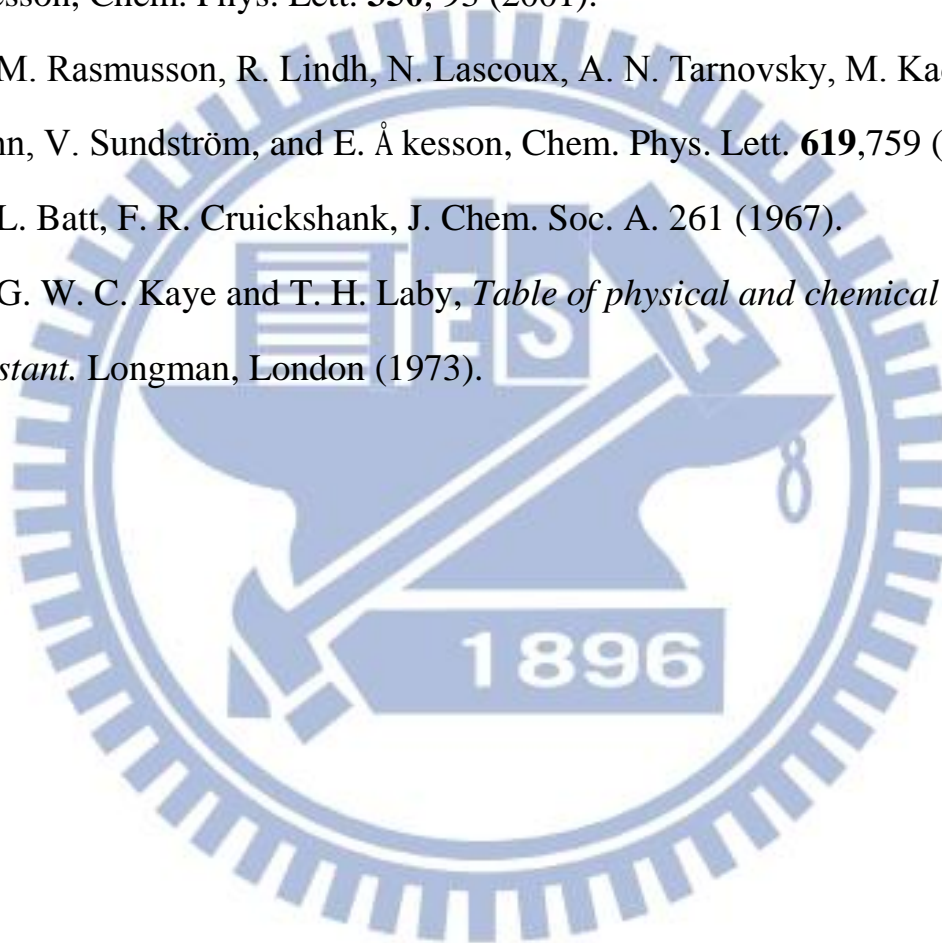 esson, Chem. Phys. Lett. 350, 93 (2001).
M. Rasmusson, R. Lindh, N. Lascoux, A. N. Tarnovsky, M. Ka
nn, V. Sundström, and E. Å kesson, Chem. Phys. Lett. 619,759 (
L. Batt, F. R. Cruickshank, J. Chem. Soc. A. 261 (1967).
G. W. C. Kaye and T. H. Laby, Table of physical and chemical
stant. Longman, London (1973).
E S A
1896